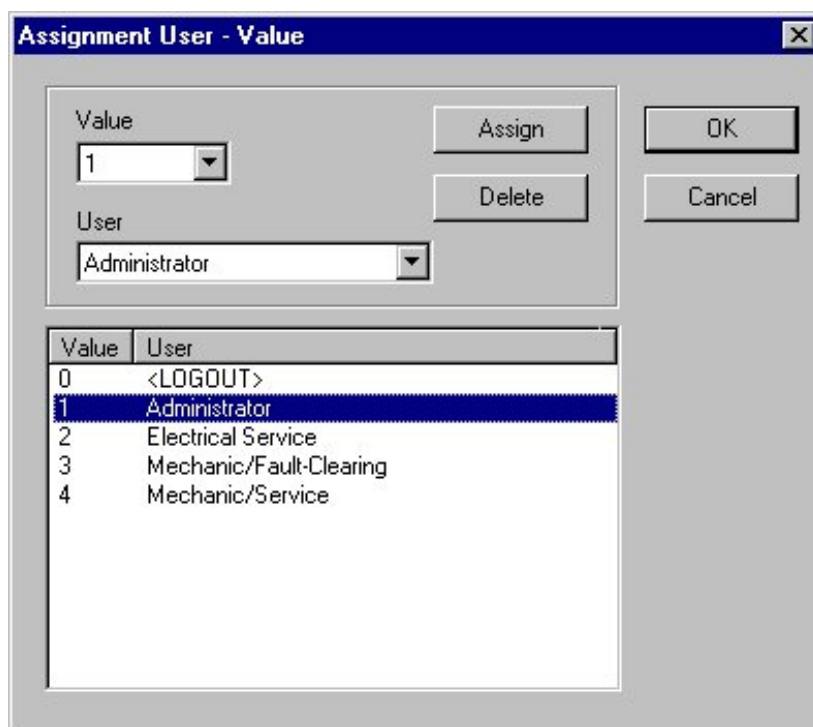 Assignment User - Value
Value
1
User
Administrator
Assign
Delete
OK
Cancel
Value User
0 <LOGOUT>
1 Administrator
2 Electrical Service
3 Mechanic/Fault-Clearing
4 Mechanic/Service